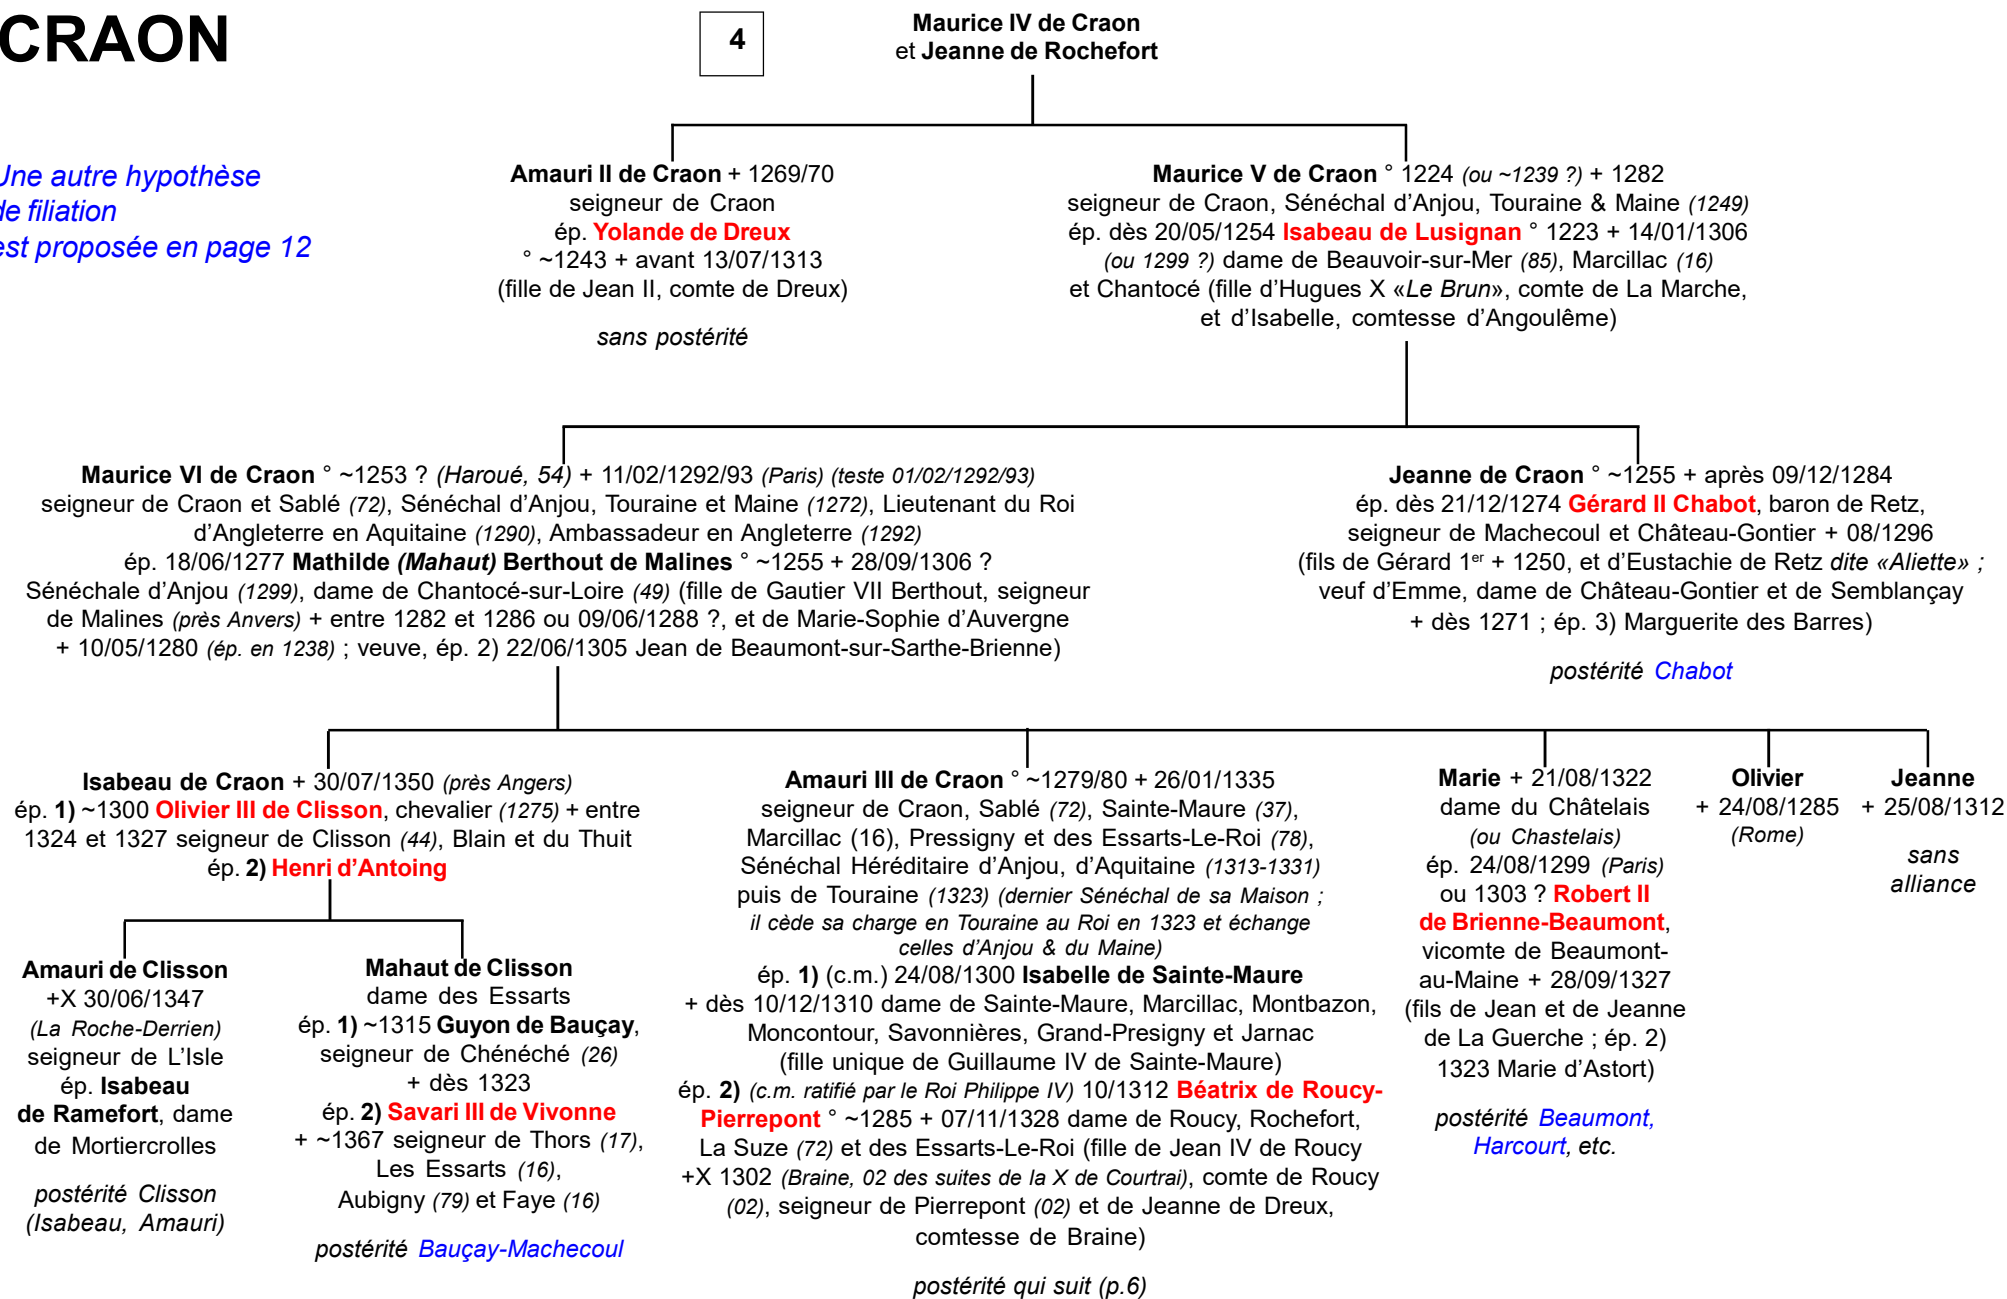 CRAON
4
Maurice IV de Craon
et Jeanne de Rochefort
Une autre hypothèse
de filiation
est proposée en page 12
Amauri II de Craon + 1269/70
seigneur de Craon
ép. Yolande de Dreux
° ~1243 + avant 13/07/1313
(fille de Jean II, comte de Dreux)
sans postérité
Maurice V de Craon ° 1224 (ou ~1239 ?) + 1282
seigneur de Craon, Sénéchal d'Anjou, Touraine & Maine (1249)
ép. dès 20/05/1254 Isabeau de Lusignan ° 1223 + 14/01/1306
(ou 1299 ?) dame de Beauvoir-sur-Mer (85), Marcillac (16)
et Chantocé (fille d'Hugues X «Le Brun», comte de La Marche,
et d'Isabelle, comtesse d'Angoulême)
Maurice VI de Craon ° ~1253 ? (Haroué, 54) + 11/02/1292/93 (Paris) (teste 01/02/1292/93)
seigneur de Craon et Sablé (72), Sénéchal d'Anjou, Touraine et Maine (1272), Lieutenant du Roi
d'Angleterre en Aquitaine (1290), Ambassadeur en Angleterre (1292)
ép. 18/06/1277 Mathilde (Mahaut) Berthout de Malines ° ~1255 + 28/09/1306 ?
Sénéchale d'Anjou (1299), dame de Chantocé-sur-Loire (49) (fille de Gautier VII Berthout, seigneur
de Malines (près Anvers) + entre 1282 et 1286 ou 09/06/1288 ?, et de Marie-Sophie d'Auvergne
+ 10/05/1280 (ép. en 1238) ; veuve, ép. 2) 22/06/1305 Jean de Beaumont-sur-Sarthe-Brienne)
Jeanne de Craon ° ~1255 + après 09/12/1284
ép. dès 21/12/1274 Gérard II Chabot, baron de Retz,
seigneur de Machecoul et Château-Gontier + 08/1296
(fils de Gérard 1er + 1250, et d'Eustachie de Retz dite «Aliette» ;
veuf d'Emme, dame de Château-Gontier et de Semblançay
+ dès 1271 ; ép. 3) Marguerite des Barres)
postérité Chabot
Isabeau de Craon + 30/07/1350 (près Angers)
ép. 1) ~1300 Olivier III de Clisson, chevalier (1275) + entre
1324 et 1327 seigneur de Clisson (44), Blain et du Thuit
ép. 2) Henri d'Antoing
Amauri de Clisson
+X 30/06/1347
(La Roche-Derrien)
seigneur de L'Isle
ép. Isabeau
de Ramefort, dame
de Mortiercrolles
postérité Clisson
(Isabeau, Amauri)
Mahaut de Clisson
dame des Essarts
ép. 1) ~1315 Guyon de Bauçay,
seigneur de Chénéché (26)
+ dès 1323
ép. 2) Savari III de Vivonne
+ ~1367 seigneur de Thors (17),
Les Essarts (16),
Aubigny (79) et Faye (16)
postérité Bauçay-Machecoul
Amauri III de Craon ° ~1279/80 + 26/01/1335
seigneur de Craon, Sablé (72), Sainte-Maure (37),
Marcillac (16), Pressigny et des Essarts-Le-Roi (78),
Sénéchal Héréditaire d'Anjou, d'Aquitaine (1313-1331)
puis de Touraine (1323) (dernier Sénéchal de sa Maison ;
il cède sa charge en Touraine au Roi en 1323 et échange
celles d'Anjou & du Maine)
ép. 1) (c.m.) 24/08/1300 Isabelle de Sainte-Maure
+ dès 10/12/1310 dame de Sainte-Maure, Marcillac, Montbazon,
Moncontour, Savonnières, Grand-Presigny et Jarnac
(fille unique de Guillaume IV de Sainte-Maure)
ép. 2) (c.m. ratifié par le Roi Philippe IV) 10/1312 Béatrix de Roucy-
Pierrepont ° ~1285 + 07/11/1328 dame de Roucy, Rochefort,
La Suze (72) et des Essarts-Le-Roi (fille de Jean IV de Roucy
+X 1302 (Braine, 02 des suites de la X de Courtrai), comte de Roucy
(02), seigneur de Pierrepont (02) et de Jeanne de Dreux,
comtesse de Braine)
postérité qui suit (p.6)
Marie + 21/08/1322
dame du Châtelais
(ou Chastelais)
ép. 24/08/1299 (Paris)
ou 1303 ? Robert II
de Brienne-Beaumont,
vicomte de Beaumont-
au-Maine + 28/09/1327
(fils de Jean et de Jeanne
de La Guerche ; ép. 2)
1323 Marie d'Astort)
postérité Beaumont,
Harcourt, etc.
Olivier
+ 24/08/1285
(Rome)
Jeanne
+ 25/08/1312
sans
alliance